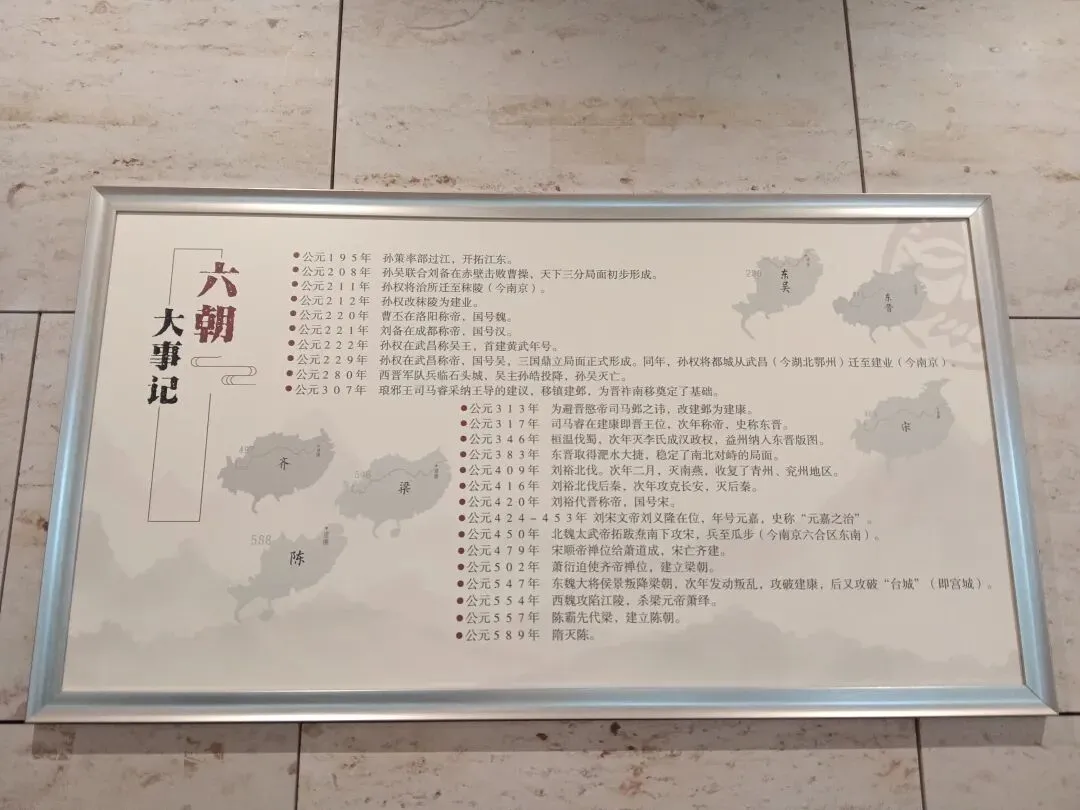 六朝
大事记
公元195年 孙策率部过江，开拓江东。
公元208年 孙吴联合刘备在赤壁击败曹操，天下三分局面初步形成。
公元211年 孙权将治所迁至秣陵（今南京）。
公元212年 孙权改秣陵为建业。
公元220年 曹丕在洛阳称帝，国号魏。
公元221年 刘备在成都称帝，国号汉。
公元222年 孙权在武昌称吴王，首建黄武年号。
公元229年 孙权在武昌称帝，国号吴，三国鼎立局面正式形成。同年，孙权将都城从武昌（今湖北鄂州）迁至建业（今南京）。
公元280年 西晋军队兵临石头城，吴主孙皓投降，孙吴灭亡。
公元307年 琅邪王司马睿采纳王导的建议，移镇建邺，为晋祚南移奠定了基础。
公元313年 为避晋愍帝司马邺之讳，改建邺为建康。
公元317年 司马睿在建康即晋王位，次年称帝，史称东晋。
公元346年 桓温伐蜀，次年灭李氏成汉政权，益州纳入东晋版图。
公元383年 东晋取得淝水大捷，稳定了南北对峙的局面。
公元409年 刘裕北伐。次年二月，灭南燕，收复了青州、兖州地区。
公元416年 刘裕北伐后秦，次年攻克长安，灭后秦。
公元420年 刘裕代晋称帝，国号宋。
公元424-453年 刘宋文帝刘义隆在位，年号元嘉，史称“元嘉之治”。
公元450年 北魏太武帝拓跋焘南下攻宋，兵至瓜步（今南京六合区东南）。
公元479年 宋顺帝禅位给萧道成，宋亡齐建。
公元502年 萧衍迫使齐帝禅位，建立梁朝。
公元547年 东魏大将侯景叛降梁朝，次年发动叛乱，攻破建康，后又攻破“台城”（即宫城）。
公元554年 西魏攻陷江陵，杀梁元帝萧绎。
公元557年 陈霸先代梁，建立陈朝。
公元589年 隋灭陈。
东吴
东晋
宋
齐
梁
588
陈